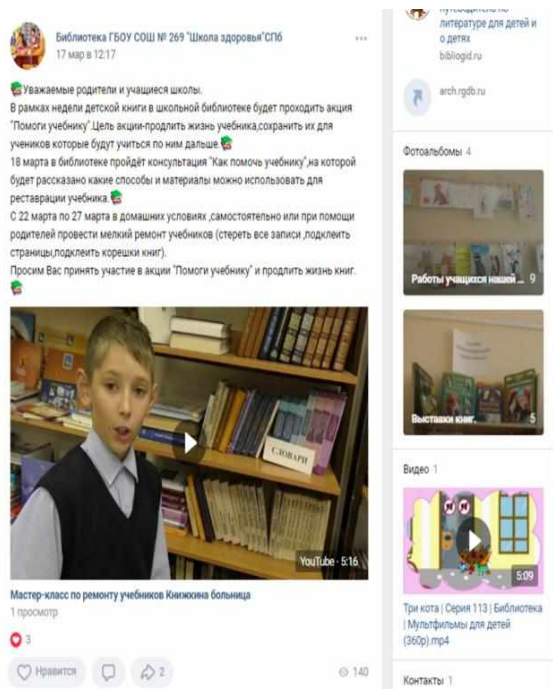 Библиотека ГБОУ СОШ № 269 "Школа здоровья"СПб
17 мар в 12:17
Уважаемые родители и учащиеся школы.
В рамках недели детской книги в школьной библиотеке будет проходить акция
"Помоги учебнику".Цель акции-продлить жизнь учебника,сохранить их для
учеников которые будут учиться по ним дальше.
18 марта в библиотеке пройдёт консультация "Как помочь учебнику",на которой
будет рассказано какие способы и материалы можно использовать для
реставрации учебника.
С 22 марта по 27 марта в домашних условиях ,самостоятельно или при помощи
родителей провести мелкий ремонт учебников (стереть все записи ,подклеить
страницы,подклеить корешки книг).
Просим Вас принять участие в акции "Помоги учебнику" и продлить жизнь книг.
СЛОВАРИ
YouTube · 5:16
Мастер-класс по ремонту учебников Книжкина больница
1 просмотр
3
Нравится
2
140
литературе для детей и
о детях
bibliogid.ru
arch.rgdb.ru
Фотоальбомы 4
Работы учащихся нашей ... 9
Выставки книг. 5
Видео 1
5:09
Три кота | Серия 113 | Библиотека
| Мультфильмы для детей
(360p).mp4
Контакты 1